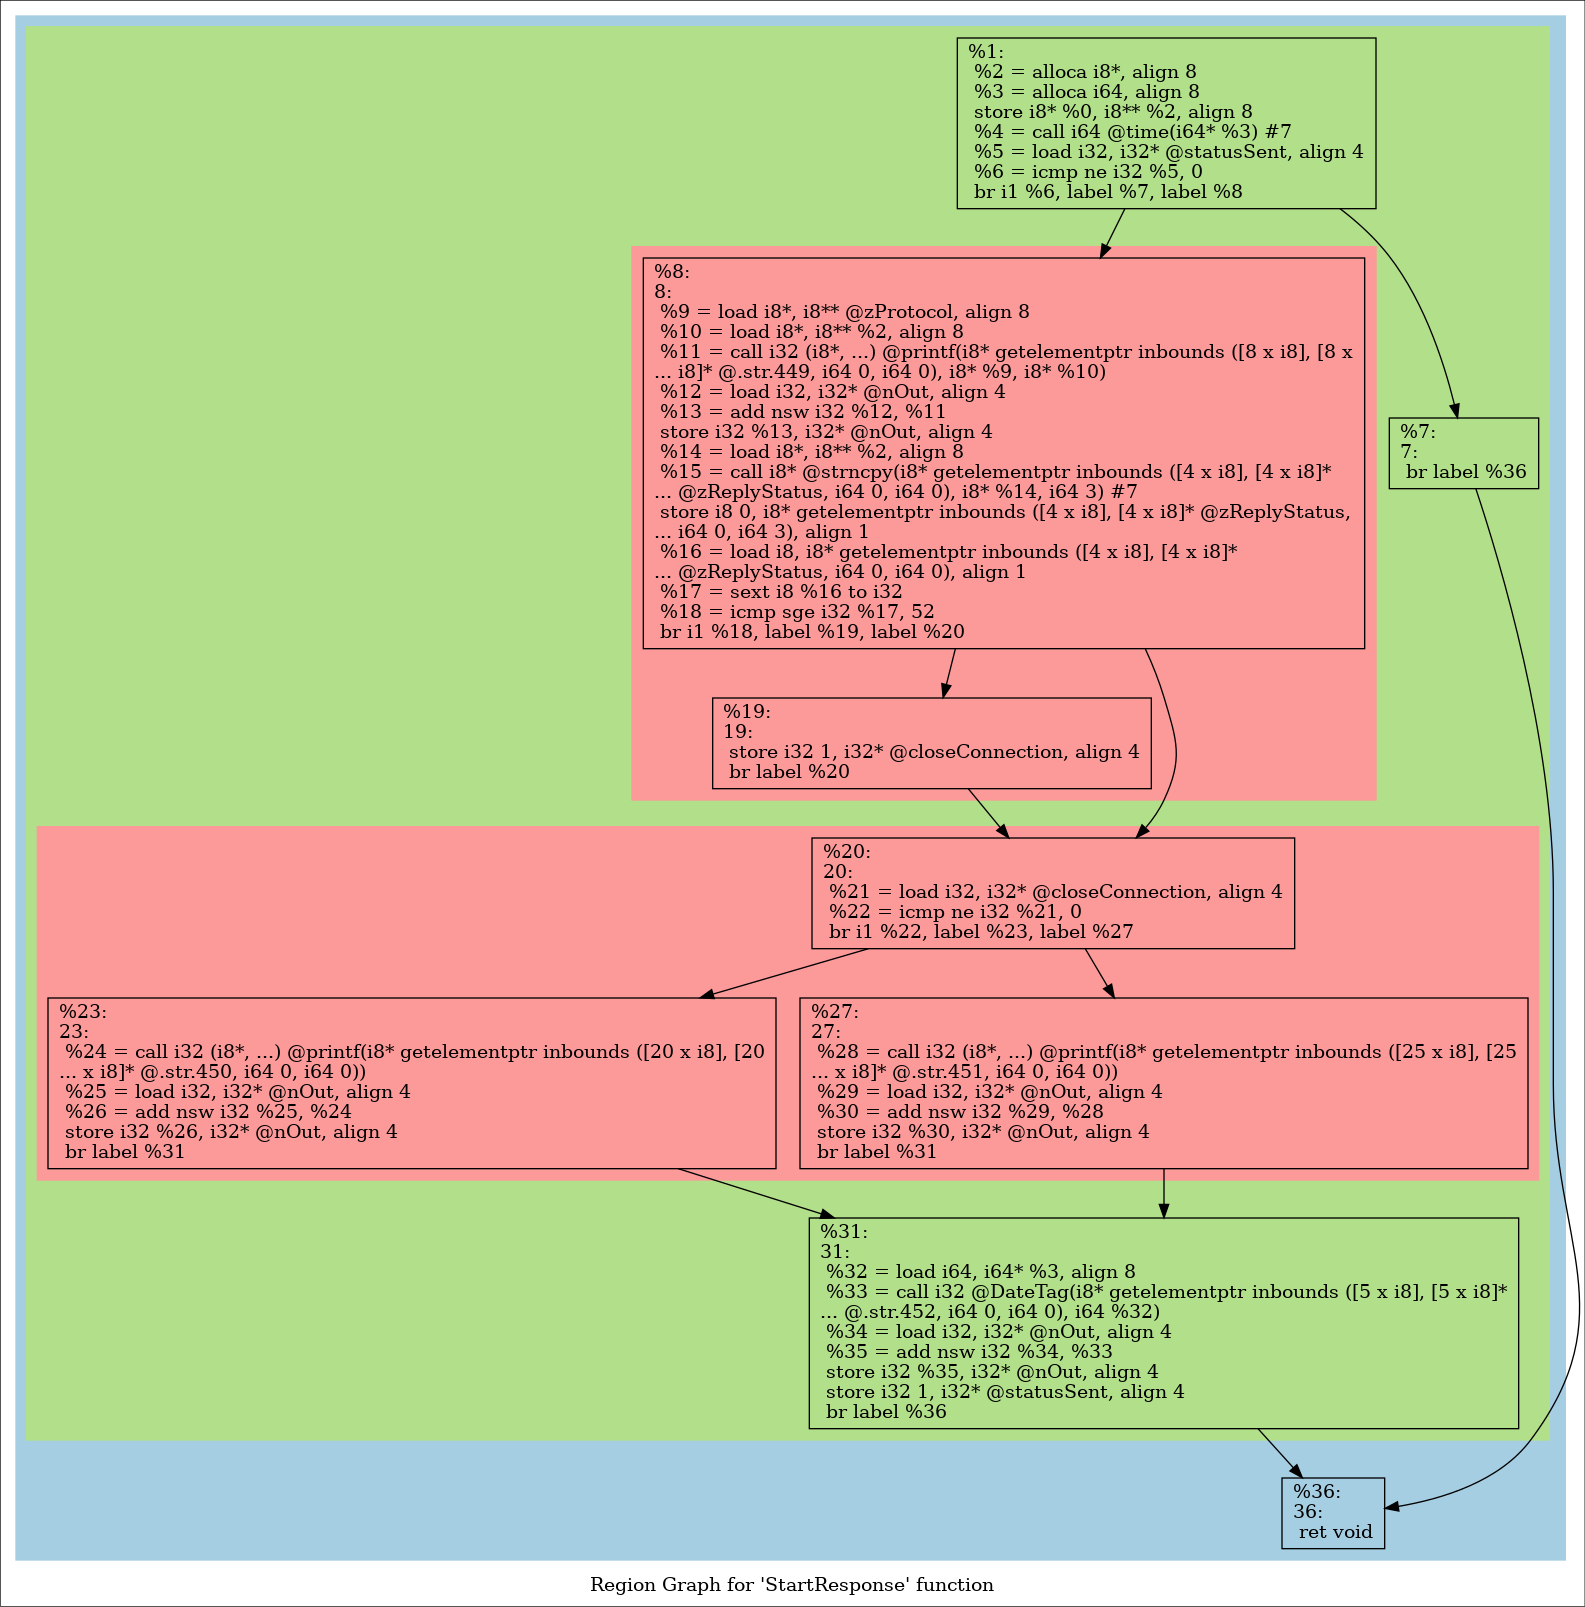 %1:
%2 = alloca i8*, align 8
%3 = alloca i64, align 8
store i8* %0, i8** %2, align 8
%4 = call i64 @time(i64* %3) #7
%5 = load i32, i32* @statusSent, align 4
%6 = icmp ne i32 %5, 0
br i1 %6, label %7, label %8
%8:
8:
%9 = load i8*, i8** @zProtocol, align 8
%10 = load i8*, i8** %2, align 8
%11 = call i32 (i8*, ...) @printf(i8* getelementptr inbounds ([8 x i8], [8 x
... i8]* @.str.449, i64 0, i64 0), i8* %9, i8* %10)
%12 = load i32, i32* @nOut, align 4
%13 = add nsw i32 %12, %11
store i32 %13, i32* @nOut, align 4
%14 = load i8*, i8** %2, align 8
%15 = call i8* @strncpy(i8* getelementptr inbounds ([4 x i8], [4 x i8]*
... @zReplyStatus, i64 0, i64 0), i8* %14, i64 3) #7
store i8 0, i8* getelementptr inbounds ([4 x i8], [4 x i8]* @zReplyStatus,
... i64 0, i64 3), align 1
%16 = load i8, i8* getelementptr inbounds ([4 x i8], [4 x i8]*
... @zReplyStatus, i64 0, i64 0), align 1
%17 = sext i8 %16 to i32
%18 = icmp sge i32 %17, 52
br i1 %18, label %19, label %20
%7:
7:
br label %36
%19:
19:
store i32 1, i32* @closeConnection, align 4
br label %20
%20:
20:
%21 = load i32, i32* @closeConnection, align 4
%22 = icmp ne i32 %21, 0
br i1 %22, label %23, label %27
%23:
23:
%24 = call i32 (i8*, ...) @printf(i8* getelementptr inbounds ([20 x i8], [20
... x i8]* @.str.450, i64 0, i64 0))
%25 = load i32, i32* @nOut, align 4
%26 = add nsw i32 %25, %24
store i32 %26, i32* @nOut, align 4
br label %31
%27:
27:
%28 = call i32 (i8*, ...) @printf(i8* getelementptr inbounds ([25 x i8], [25
... x i8]* @.str.451, i64 0, i64 0))
%29 = load i32, i32* @nOut, align 4
%30 = add nsw i32 %29, %28
store i32 %30, i32* @nOut, align 4
br label %31
%31:
31:
%32 = load i64, i64* %3, align 8
%33 = call i32 @DateTag(i8* getelementptr inbounds ([5 x i8], [5 x i8]*
... @.str.452, i64 0, i64 0), i64 %32)
%34 = load i32, i32* @nOut, align 4
%35 = add nsw i32 %34, %33
store i32 %35, i32* @nOut, align 4
store i32 1, i32* @statusSent, align 4
br label %36
%36:
36:
ret void
Region Graph for 'StartResponse' function